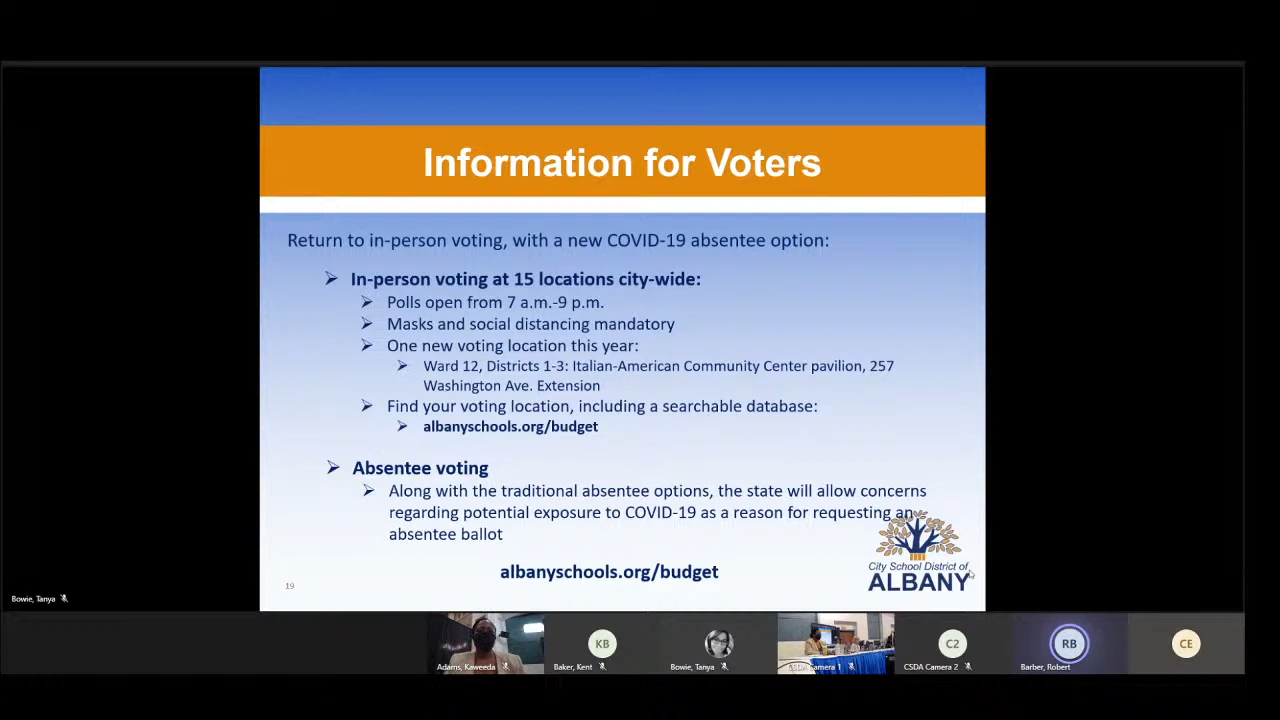 Information for Voters
Return to in-person voting, with a new COVID-19 absentee option:
In-person voting at 15 locations city-wide:
Polls open from 7 a.m.-9 p.m.
Masks and social distancing mandatory
One new voting location this year:
Ward 12, Districts 1-3: Italian-American Community Center pavilion, 257
Washington Ave. Extension
Find your voting location, including a searchable database:
albanyschools.org/budget
Absentee voting
Along with the traditional absentee options, the state will allow concerns
regarding potential exposure to COVID-19 as a reason for requesting an
absentee ballot
albanyschools.org/budget
City School District of
ALBANY
19
Bowie, Tanya
Adams, Kaweeda
KB
Baker, Kent
Bowie, Tanya
CSDA Camera 1
C2
CSDA Camera 2
RB
Barber, Robert
CE